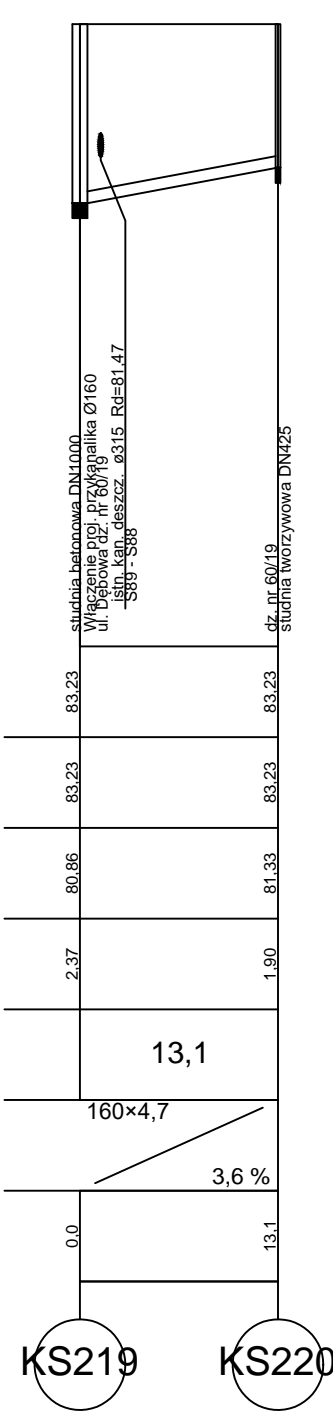 studnia betonowa DN1000
Włączenie proj. przykanalika Ø160
ul. Dębowa dz. nr 60/19
istn. kan. deszcz. ø315 Rd=81,47
S89 - S88
dz. nr 60/19
studnia tworzywowa DN425
83,23 83,23
83,23 83,23
80,86 81,33
2,37 1,90
13,1
160×4,7
3,6 %
0,0 13,1
KS219 KS220